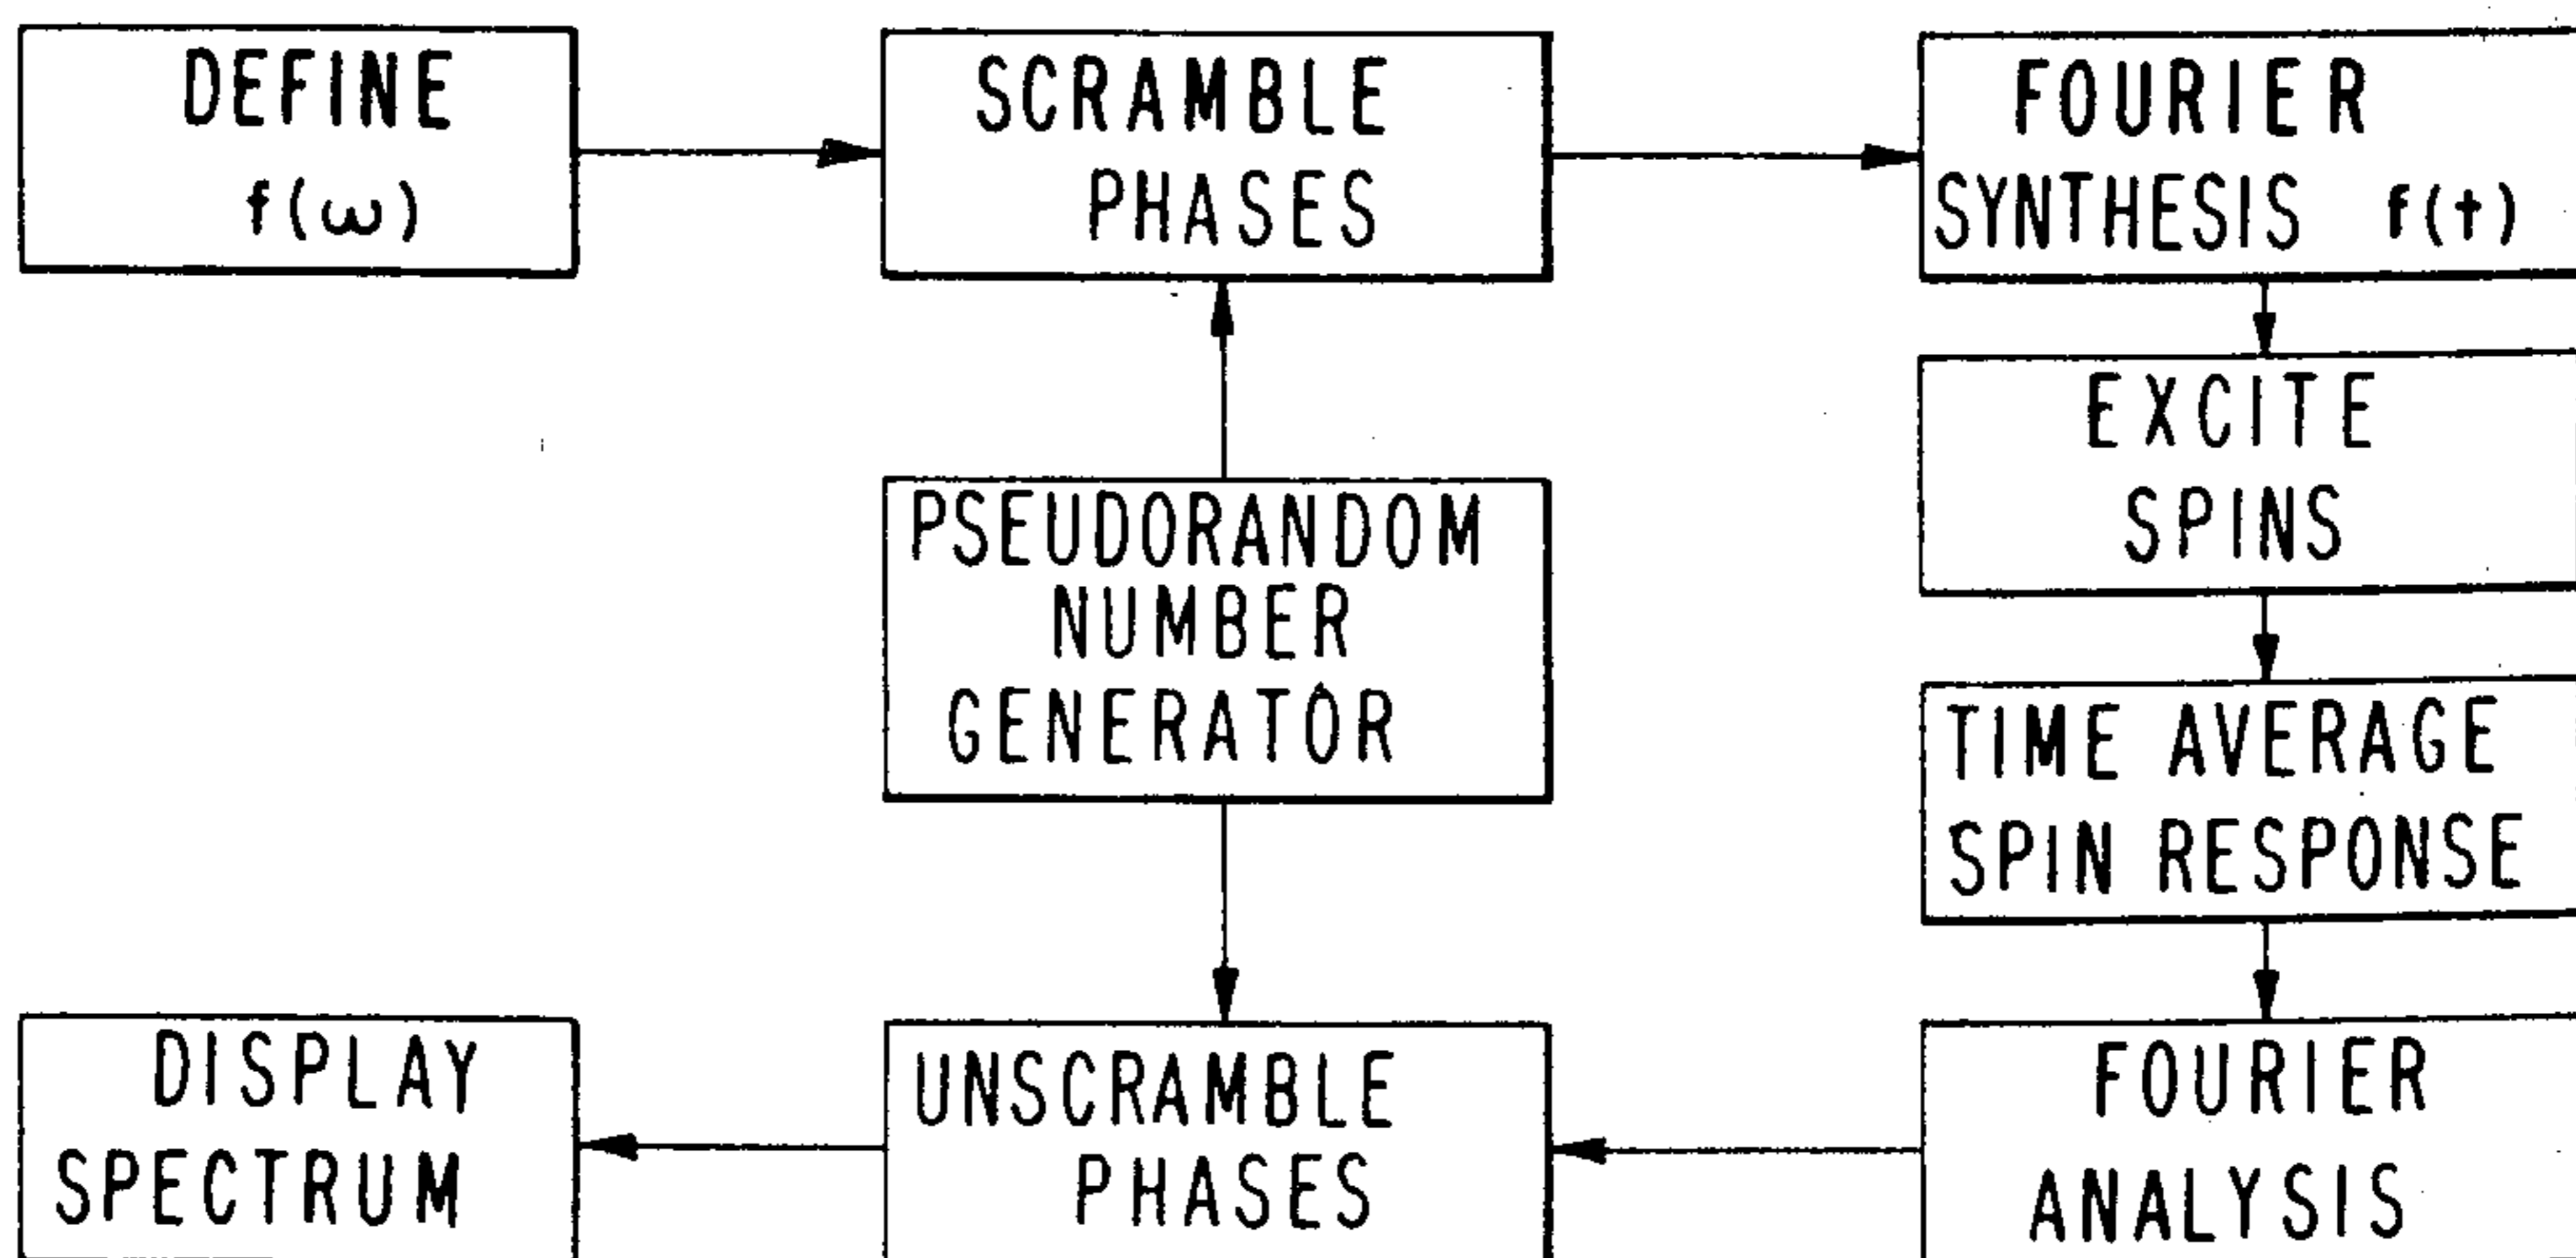 DEFINE
f(ω)
SCRAMBLE
PHASES
FOURIER
SYNTHESIS f(t)
EXCITE
SPINS
PSEUDORANDOM
NUMBER
GENERATOR
TIME AVERAGE
SPIN RESPONSE
FOURIER
ANALYSIS
UNSCRAMBLE
PHASES
DISPLAY
SPECTRUM